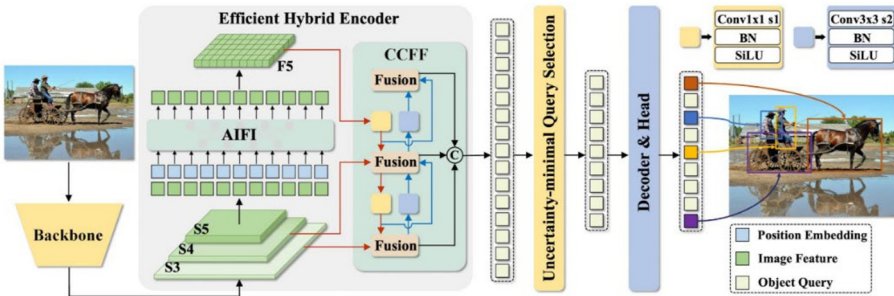 Efficient Hybrid Encoder
F5
CCFF
Fusion
AIFI
Fusion
C
Fusion
S5
S4
S3
Backbone
Uncertainty-minimal Query Selection
Decoder & Head
Conv1x1 s1
BN
SiLU
Conv3x3 s2
BN
SiLU
Position Embedding
Image Feature
Object Query